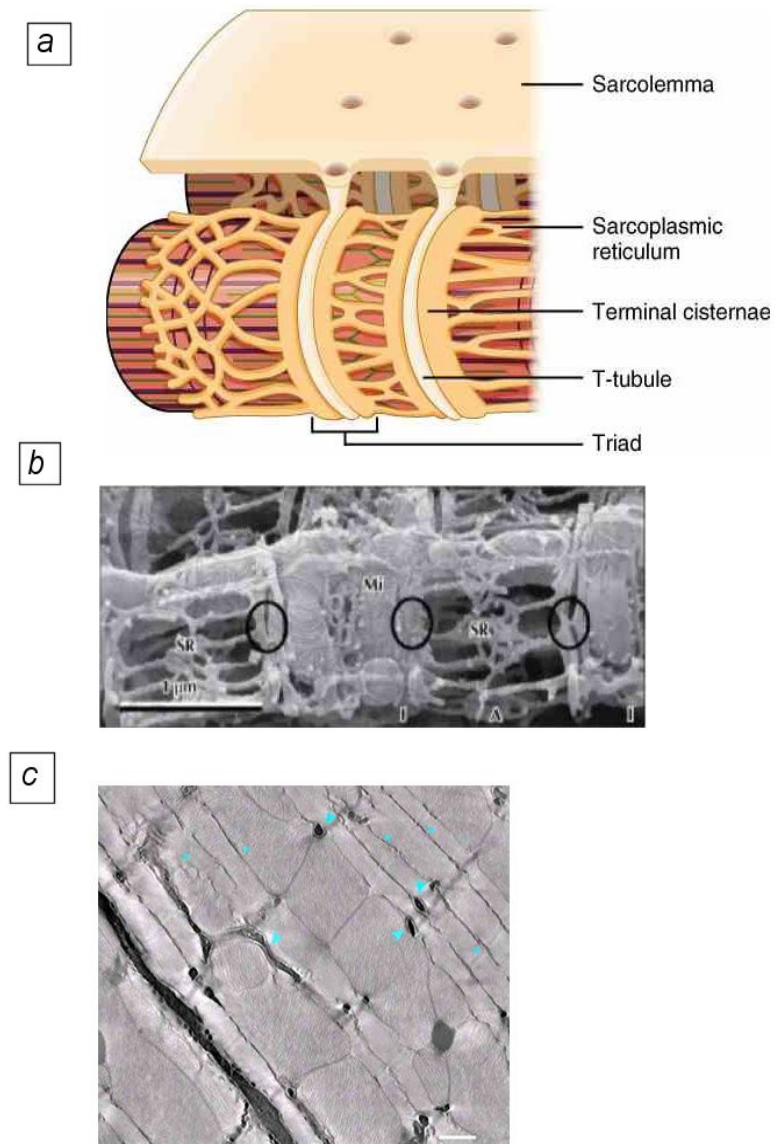 a
Sarcolemma
Sarcoplasmic
reticulum
Terminal cisternae
T-tubule
Triad
b
Mi
SR
SR
1 μm
I
A
I
c